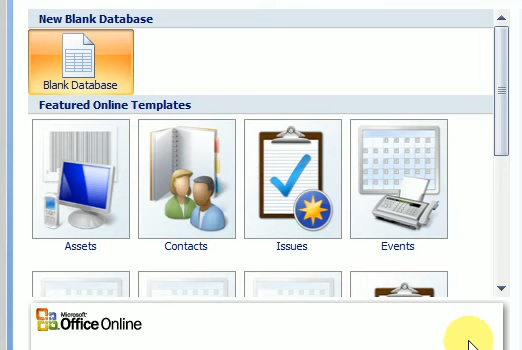 New Blank Database
Blank Database
Featured Online Templates
Assets
Contacts
Issues
Events
Microsoft
Office Online